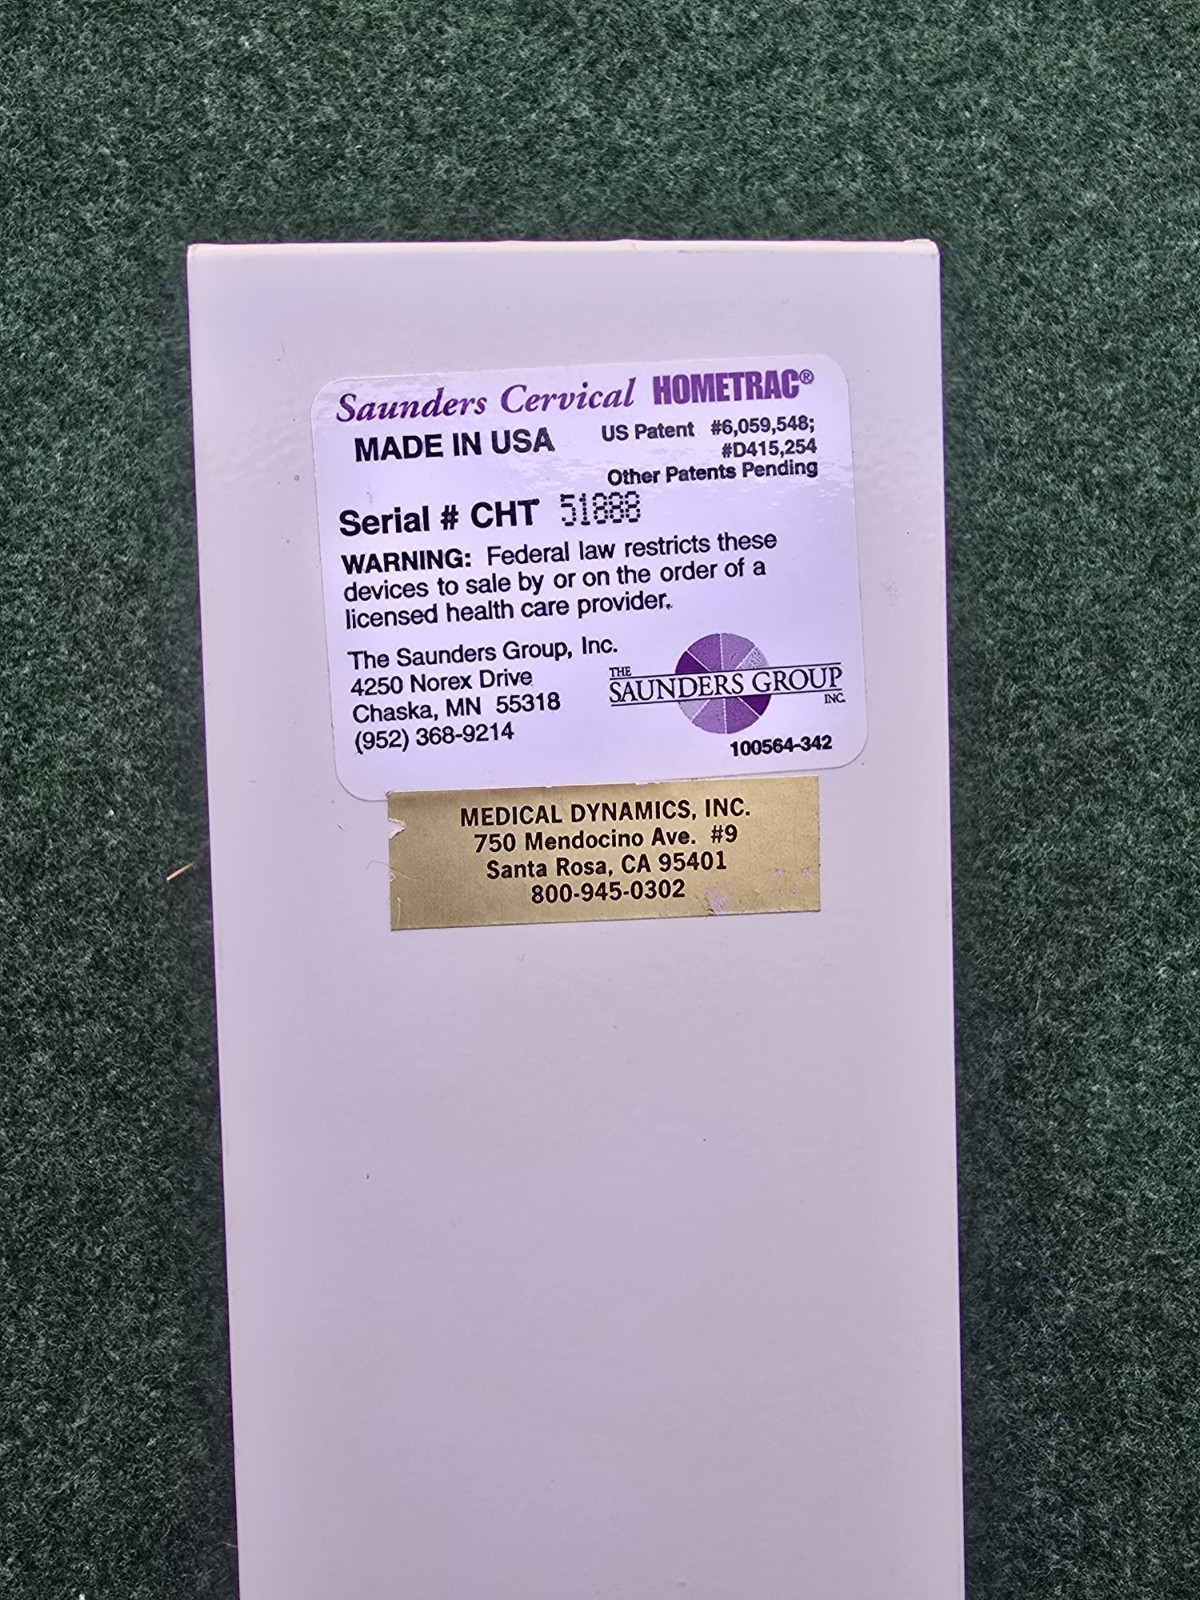 Saunders Cervical HOMETRAC®
MADE IN USA
US Patent #6,059,548;
#D415,254
Other Patents Pending
Serial # CHT 51888
WARNING: Federal law restricts these
devices to sale by or on the order of a
licensed health care provider.
The Saunders Group, Inc.
4250 Norex Drive
Chaska, MN 55318
(952) 368-9214
THE
SAUNDERS GROUP
INC.
100564-342
MEDICAL DYNAMICS, INC.
750 Mendocino Ave. #9
Santa Rosa, CA 95401
800-945-0302